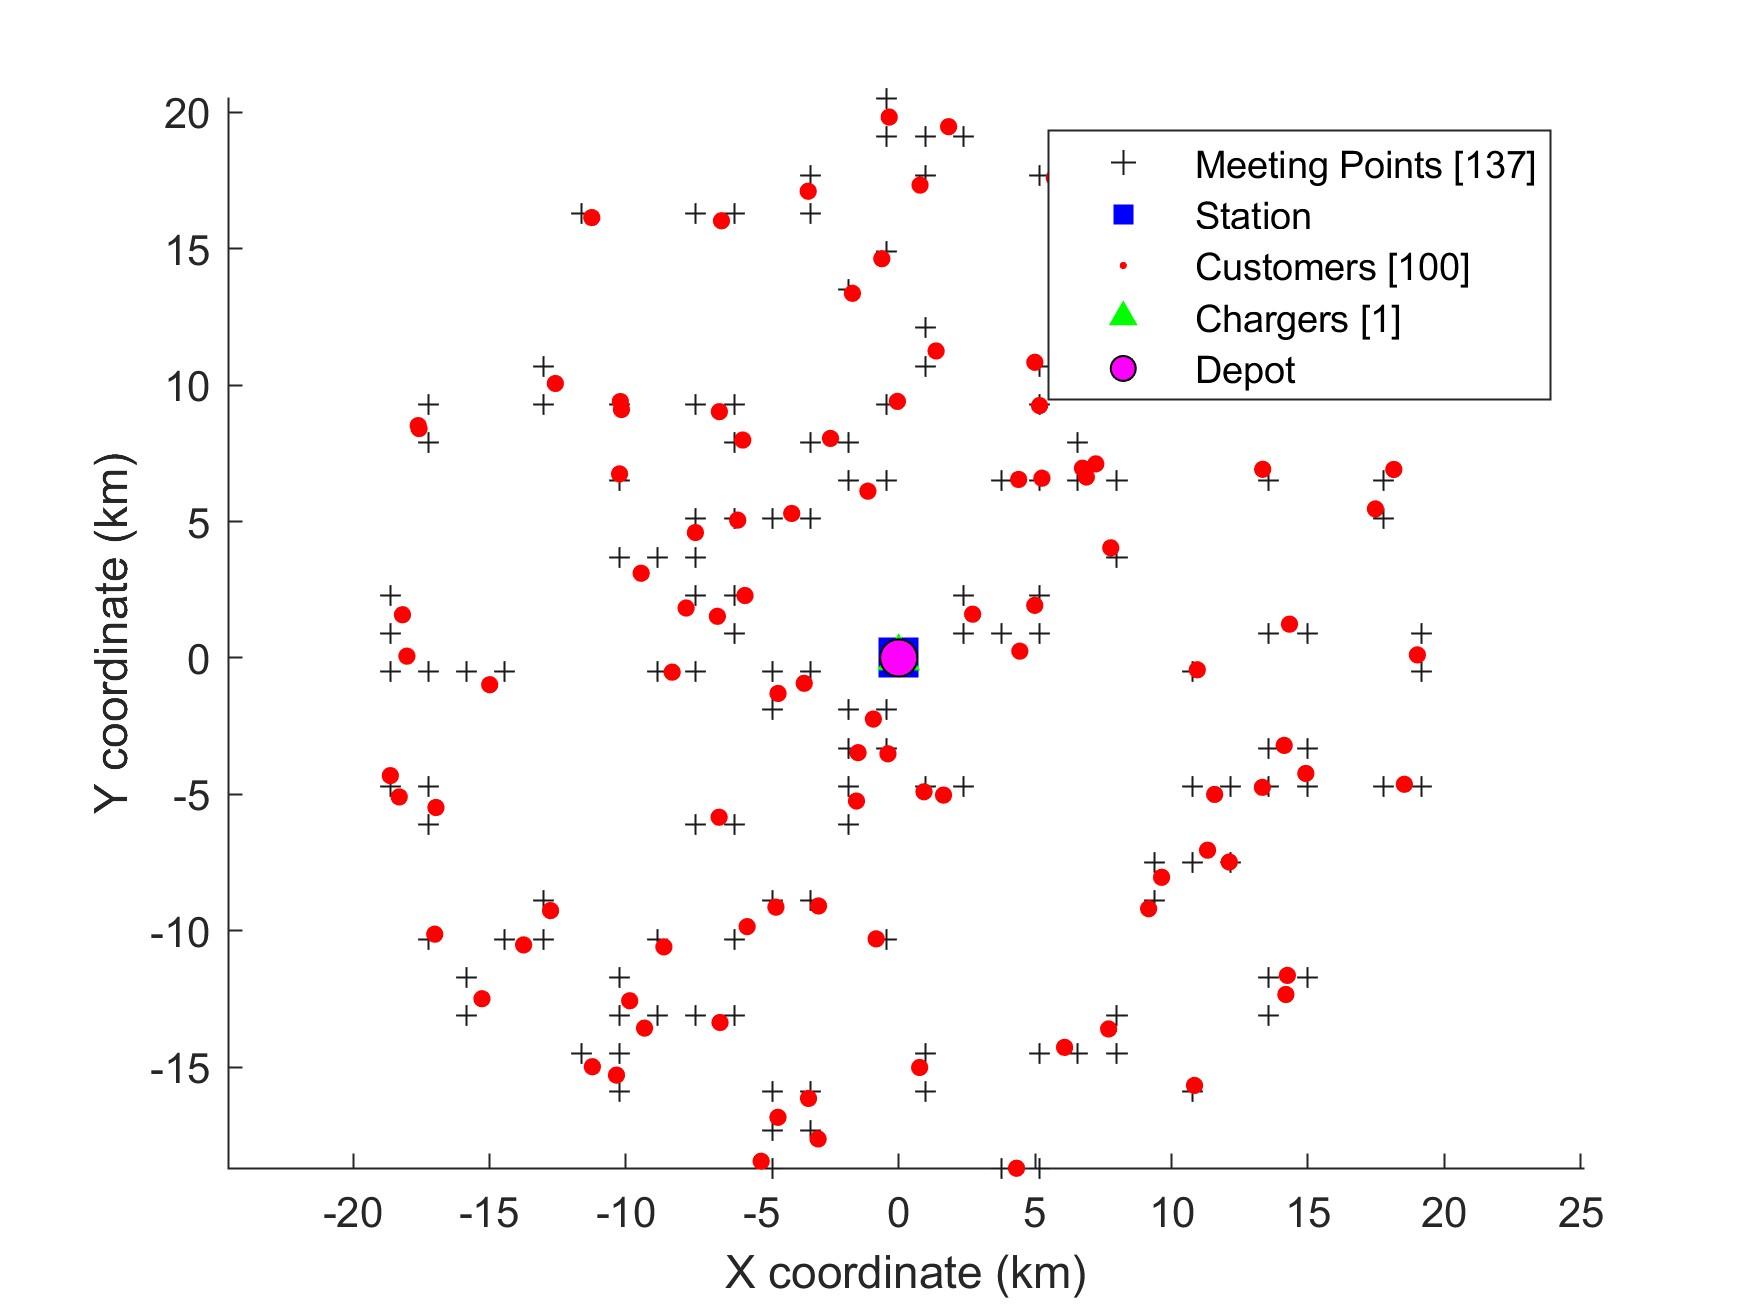 20
15
10
5
0
-5
-10
-15
Y coordinate (km)
Meeting Points [137]
Station
Customers [100]
Chargers [1]
Depot
-20 -15 -10 -5 0 5 10 15 20 25
X coordinate (km)